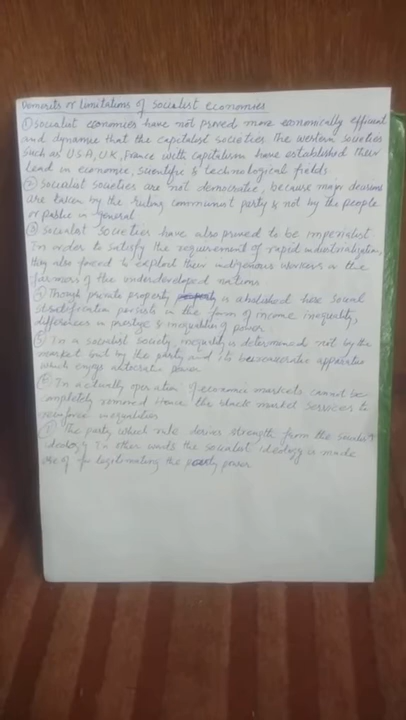 Demerits or limitations of Socialist economies
① Socialist economies have not proved more economically efficient
and dynamic that the capitalist societies. The western societies
such as U.S.A, U.K, France with capitalism have established their
lead in economic, scientific & technological fields
② Socialist societies are not democratic, because major decisions
are taken by the ruling communist party & not by the people
or public in general
③ Socialist Societies have also proved to be imperialist
In order to satisfy the requirement of rapid industrialization,
they also forced to exploit their indigenous workers or the
farmers of the underdeveloped nations
④ Though private property is abolished here social
stratification persists in the form of income inequality,
differences in prestige & inequalities of power.
⑤ In a socialist society, inequality is determined not by the
market but by the party and its bureaucratic apparatus
which enjoys autocratic power
⑥ In actually operation of economic markets cannot be
completely removed Hence the black market services to
reinforce inequalities
The party which rule derives strength from the socialist
ideology In other words the socialist ideology is made
use of for legitimating the party power